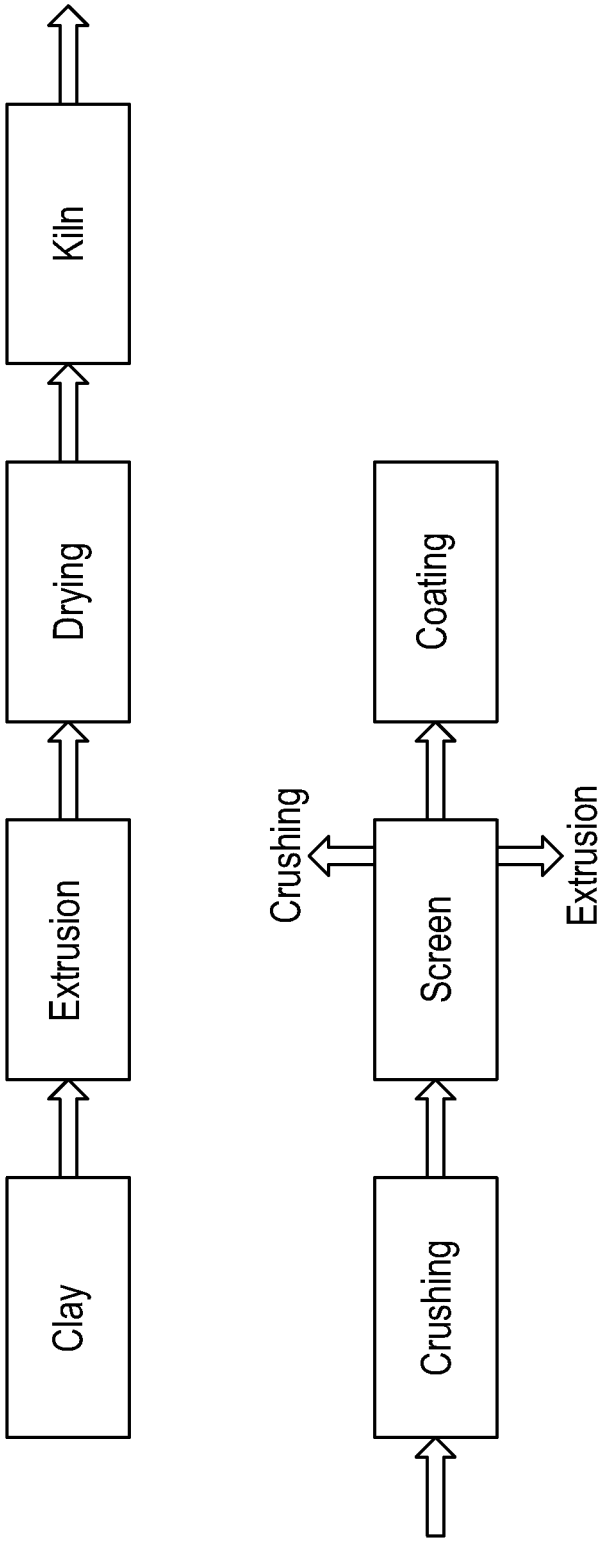 Clay
Extrusion
Drying
Kiln
Crushing
Crushing
Screen
Extrusion
Coating